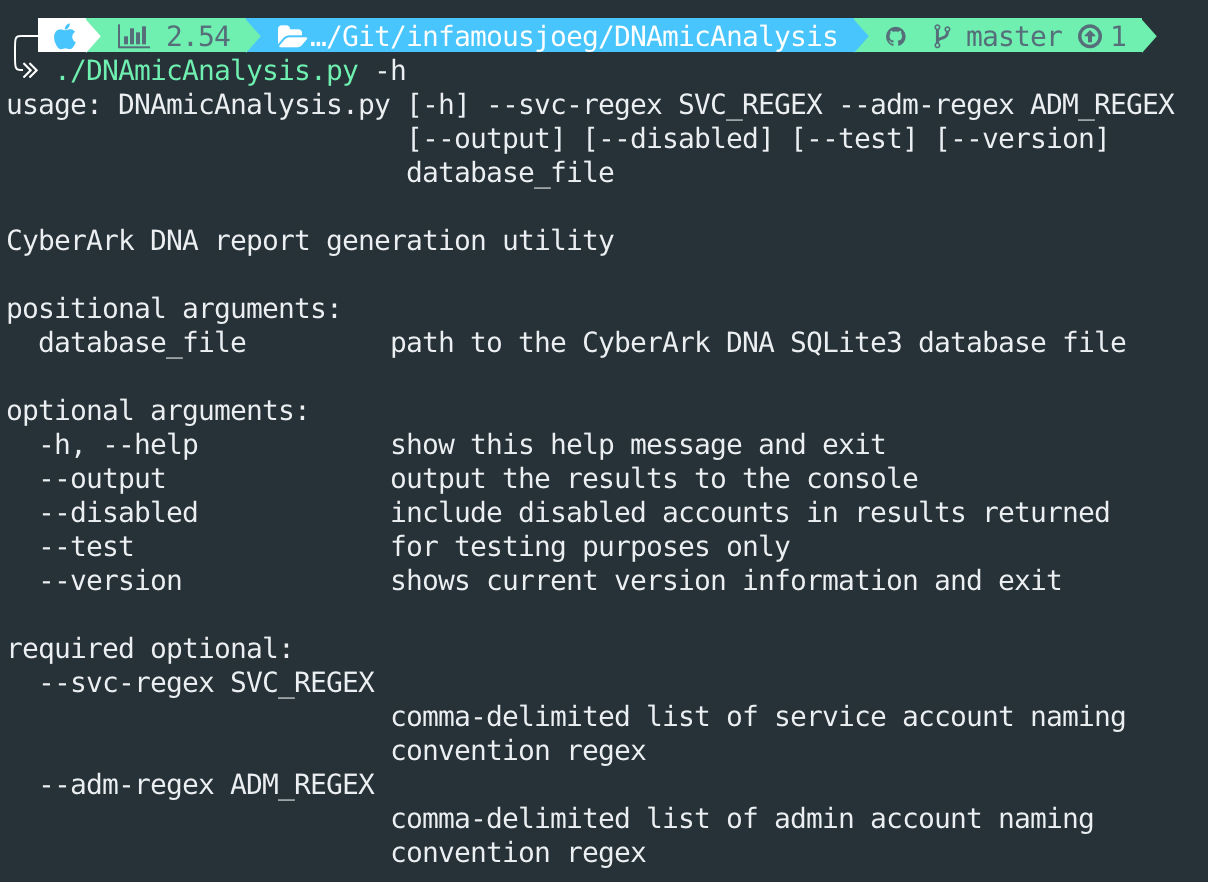 2.54 …/Git/infamousjoeg/DNAmicAnalysis master 1
./DNAmicAnalysis.py -h
usage: DNAmicAnalysis.py [-h] --svc-regex SVC_REGEX --adm-regex ADM_REGEX
[--output] [--disabled] [--test] [--version]
database_file
CyberArk DNA report generation utility
positional arguments:
database_file path to the CyberArk DNA SQLite3 database file
optional arguments:
-h, --help show this help message and exit
--output output the results to the console
--disabled include disabled accounts in results returned
--test for testing purposes only
--version shows current version information and exit
required optional:
--svc-regex SVC_REGEX
comma-delimited list of service account naming
convention regex
--adm-regex ADM_REGEX
comma-delimited list of admin account naming
convention regex